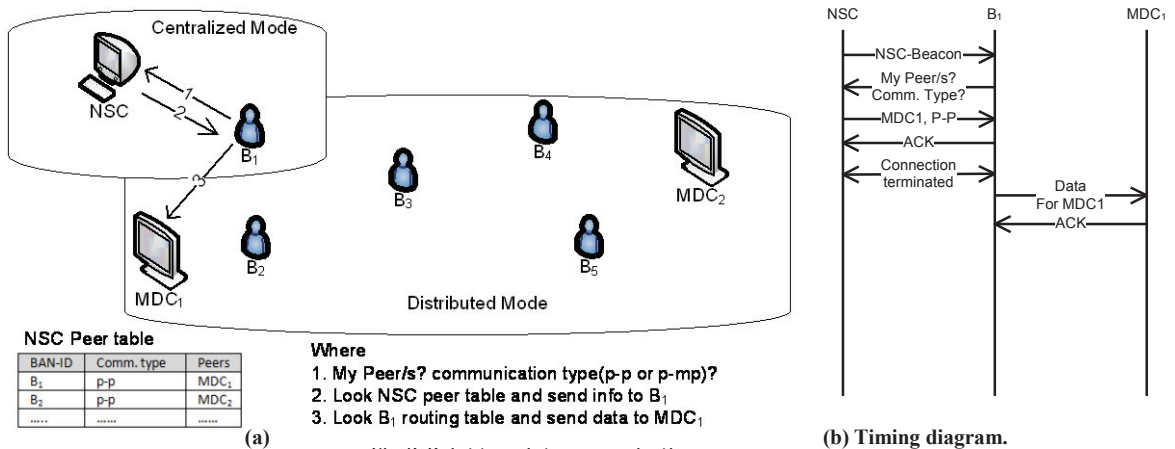 Centralized Mode
NSC
1
2
B₁
3
B₄
B₃
MDC₂
B₂
B₅
MDC₁
Distributed Mode
NSC Peer table
BAN-ID Comm. type Peers
B₁ p-p MDC₁
B₂ p-p MDC₂
..... ...... ......
Where
1. My Peer/s? communication type(p-p or p-mp)?
2. Look NSC peer table and send info to B₁
3. Look B₁ routing table and send data to MDC₁
(a)
NSC B₁ MDC₁
NSC-Beacon
My Peer/s?
Comm. Type?
MDC1, P-P
ACK
Connection
terminated
Data
For MDC1
ACK
(b) Timing diagram.